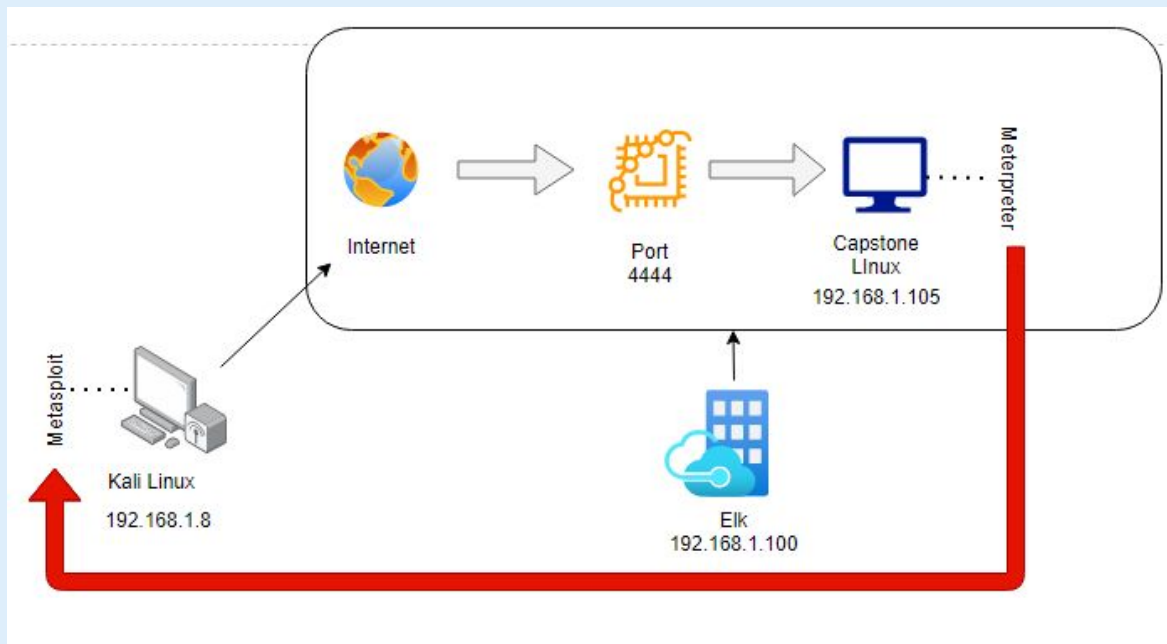 Internet
Port
4444
Capstone
LInux
192.168.1.105
Meterpreter
Metasploit
Kali Linux
192.168.1.8
Elk
192.168.1.100